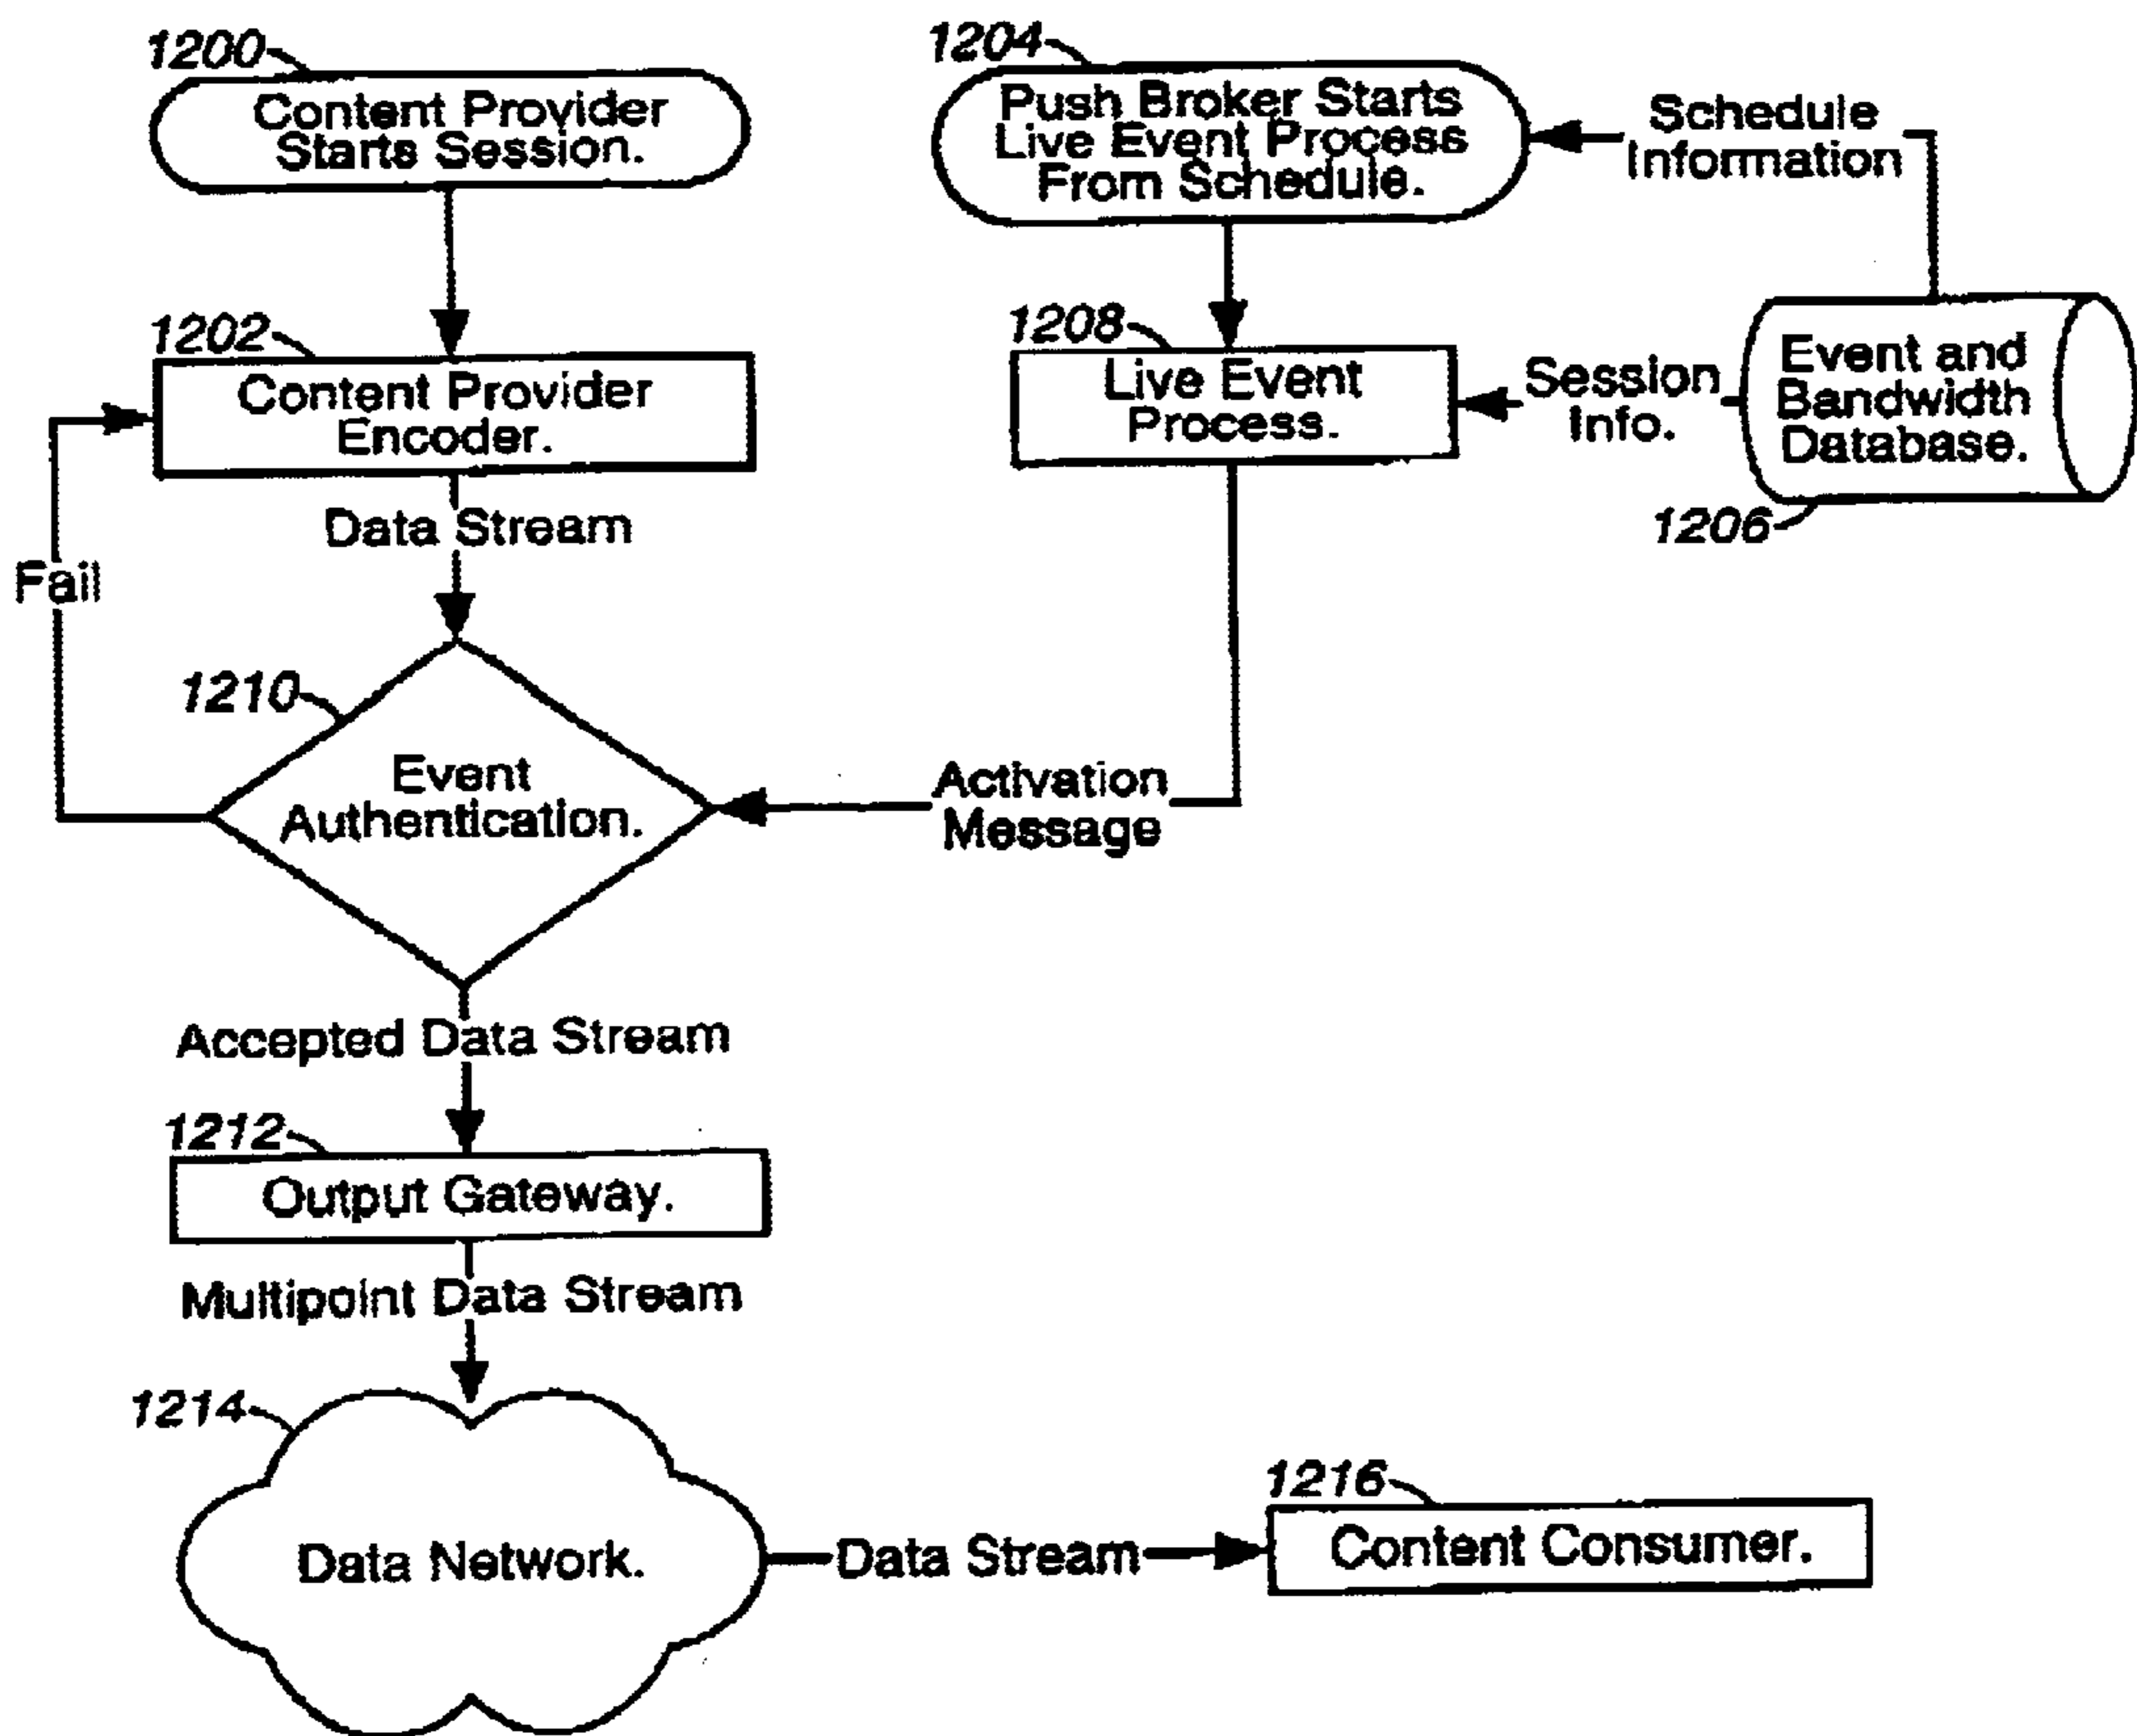 1200
Content Provider
Starts Session.
1204
Push Broker Starts
Live Event Process
From Schedule.
Schedule
Information
1202
Content Provider
Encoder.
1208
Live Event
Process.
Session
Info.
Event and
Bandwidth
Database.
1206
Data Stream
Fail
1210
Event
Authentication.
Activation
Message
Accepted Data Stream
1212
Output Gateway.
Multipoint Data Stream
1214
Data Network.
Data Stream
1216
Content Consumer.